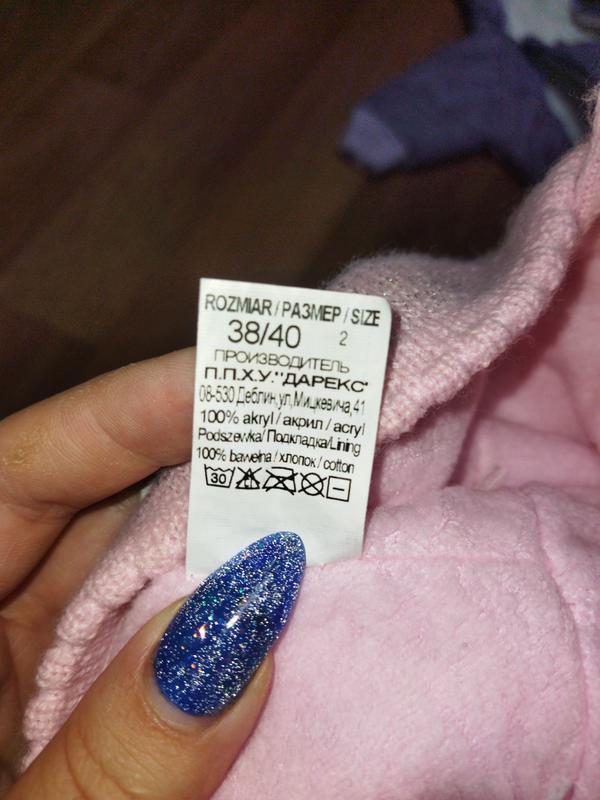 ROZMIAR / РАЗМЕР / SIZE
38/40 2
ПРОИЗВОДИТЕЛЬ
П.П.Х.У."ДАРЕКС"
08-530 Деблин,ул.Мицкевича,41
100% akryl / акрил / acryl
Podszewka/Подкладка/Lining
100% bawełna / хлопок / cotton
30